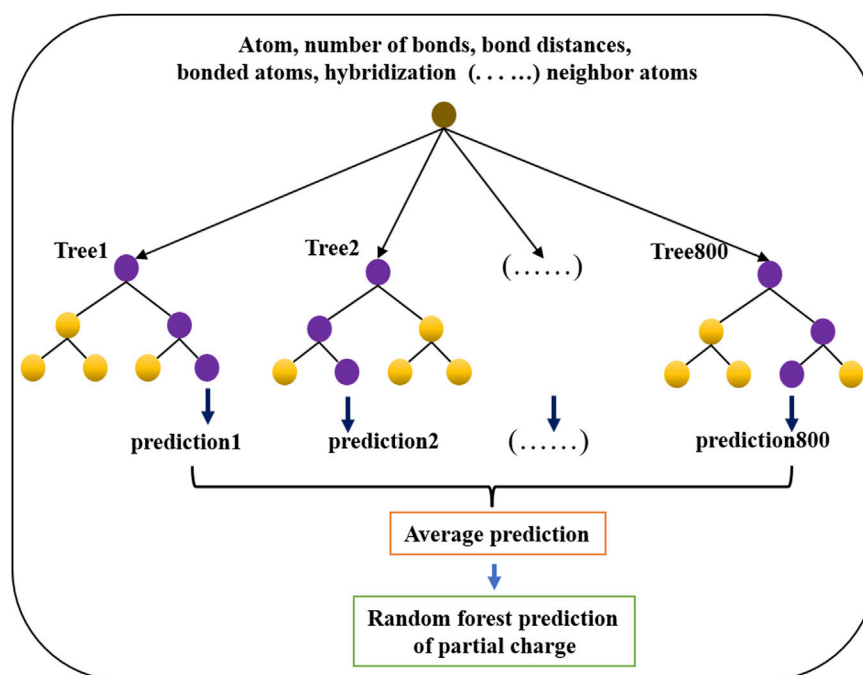 Atom, number of bonds, bond distances,
bonded atoms, hybridization (. . . ...) neighbor atoms
Tree1
Tree2
(......)
Tree800
prediction1
prediction2
(......)
prediction800
Average prediction
Random forest prediction
of partial charge